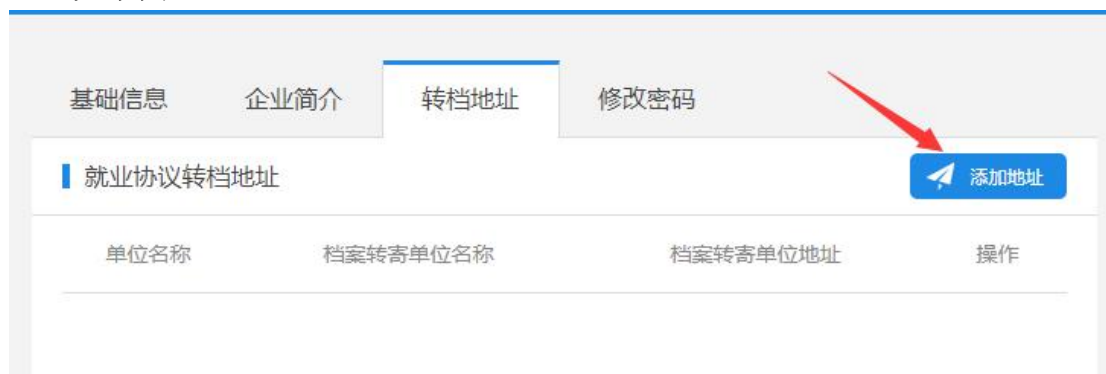 基础信息 企业简介 转档地址 修改密码
就业协议转档地址 添加地址
单位名称 档案转寄单位名称 档案转寄单位地址 操作